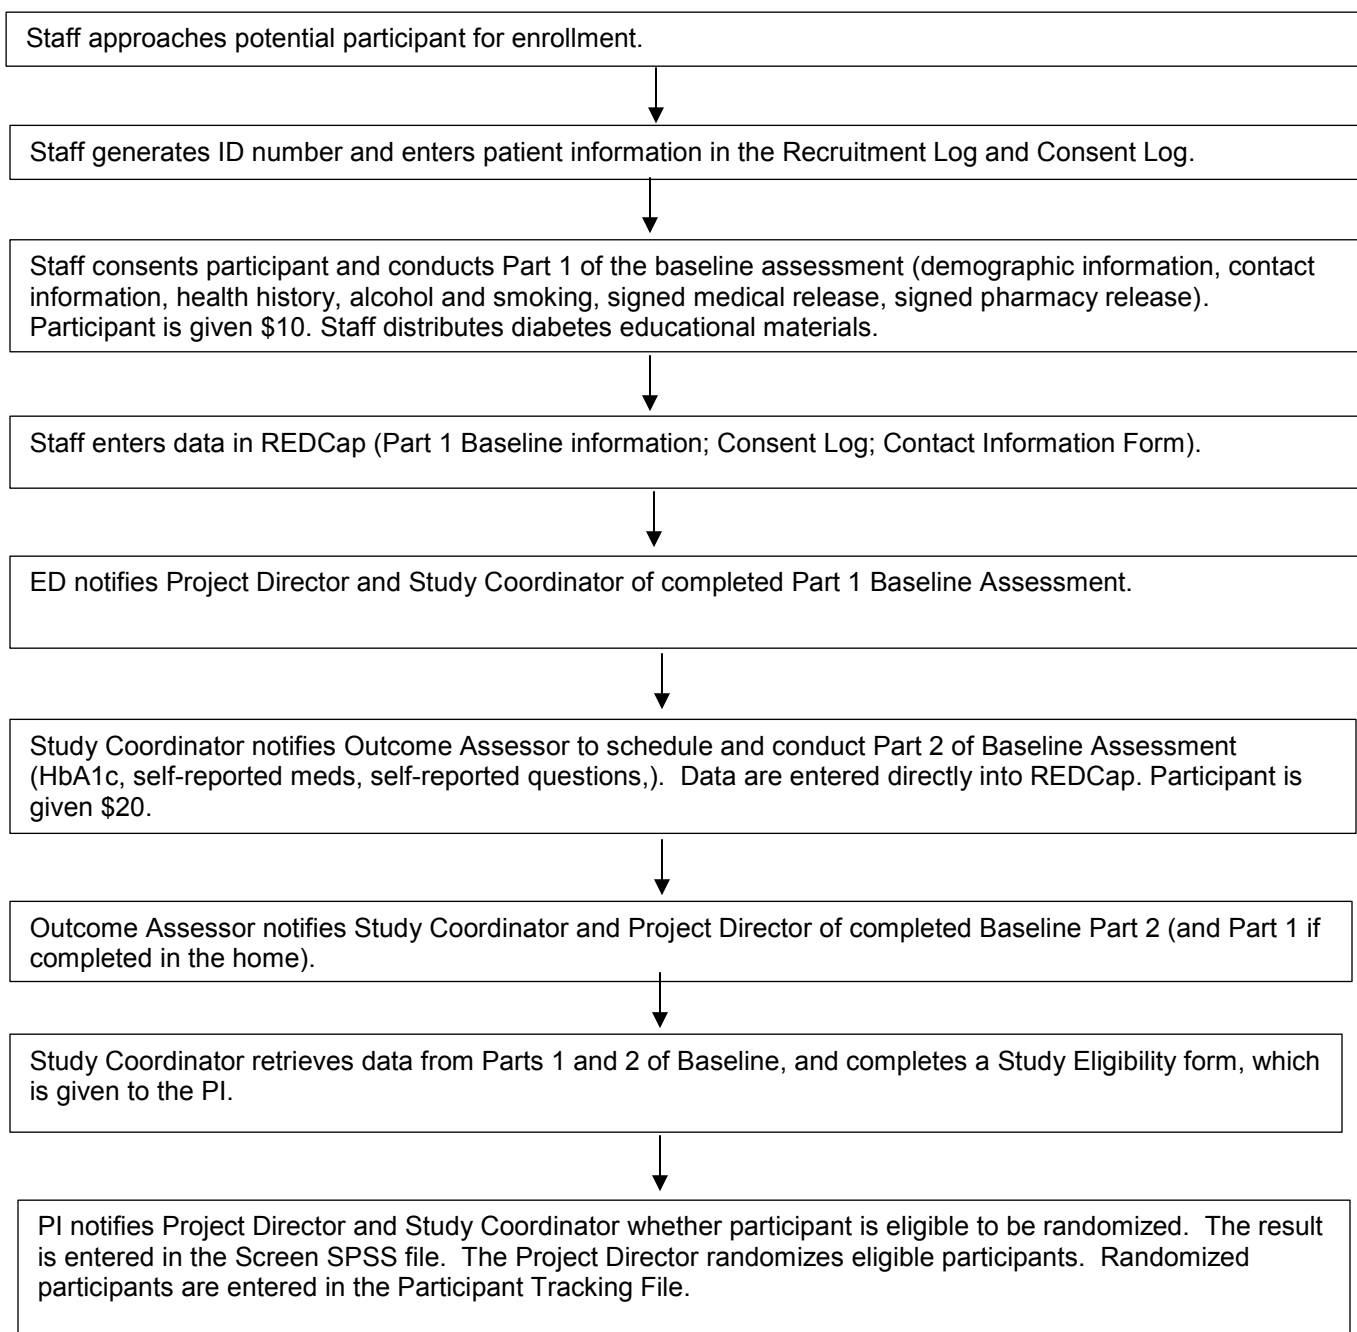 Staff approaches potential participant for enrollment.
Staff generates ID number and enters patient information in the Recruitment Log and Consent Log.
Staff consents participant and conducts Part 1 of the baseline assessment (demographic information, contact
information, health history, alcohol and smoking, signed medical release, signed pharmacy release).
Participant is given $10. Staff distributes diabetes educational materials.
Staff enters data in REDCap (Part 1 Baseline information; Consent Log; Contact Information Form).
ED notifies Project Director and Study Coordinator of completed Part 1 Baseline Assessment.
Study Coordinator notifies Outcome Assessor to schedule and conduct Part 2 of Baseline Assessment
(HbA1c, self-reported meds, self-reported questions,).  Data are entered directly into REDCap. Participant is
given $20.
Outcome Assessor notifies Study Coordinator and Project Director of completed Baseline Part 2 (and Part 1 if
completed in the home).
Study Coordinator retrieves data from Parts 1 and 2 of Baseline, and completes a Study Eligibility form, which
is given to the PI.
PI notifies Project Director and Study Coordinator whether participant is eligible to be randomized.  The result
is entered in the Screen SPSS file.  The Project Director randomizes eligible participants.  Randomized
participants are entered in the Participant Tracking File.